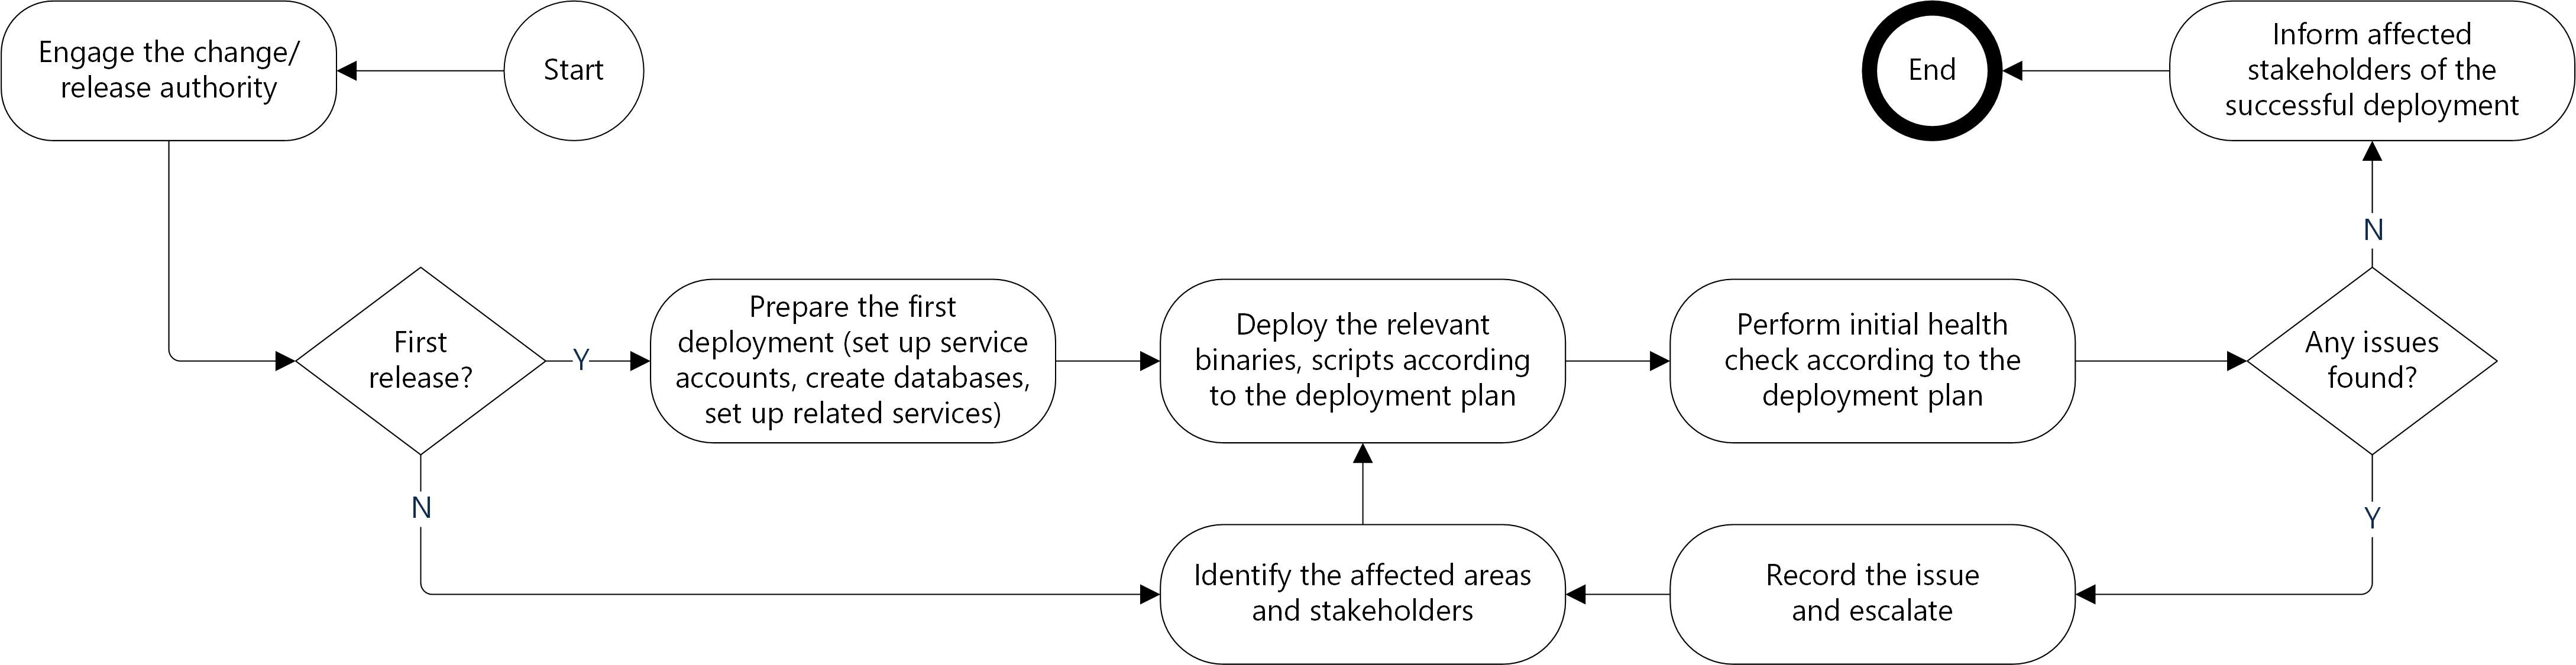 Engage the change/
release authority
Start
End
Inform affected
stakeholders of the
successful deployment
N
First
release?
Y
Prepare the first
deployment (set up service
accounts, create databases,
set up related services)
Deploy the relevant
binaries, scripts according
to the deployment plan
Perform initial health
check according to the
deployment plan
Any issues
found?
N
Y
Identify the affected areas
and stakeholders
Record the issue
and escalate